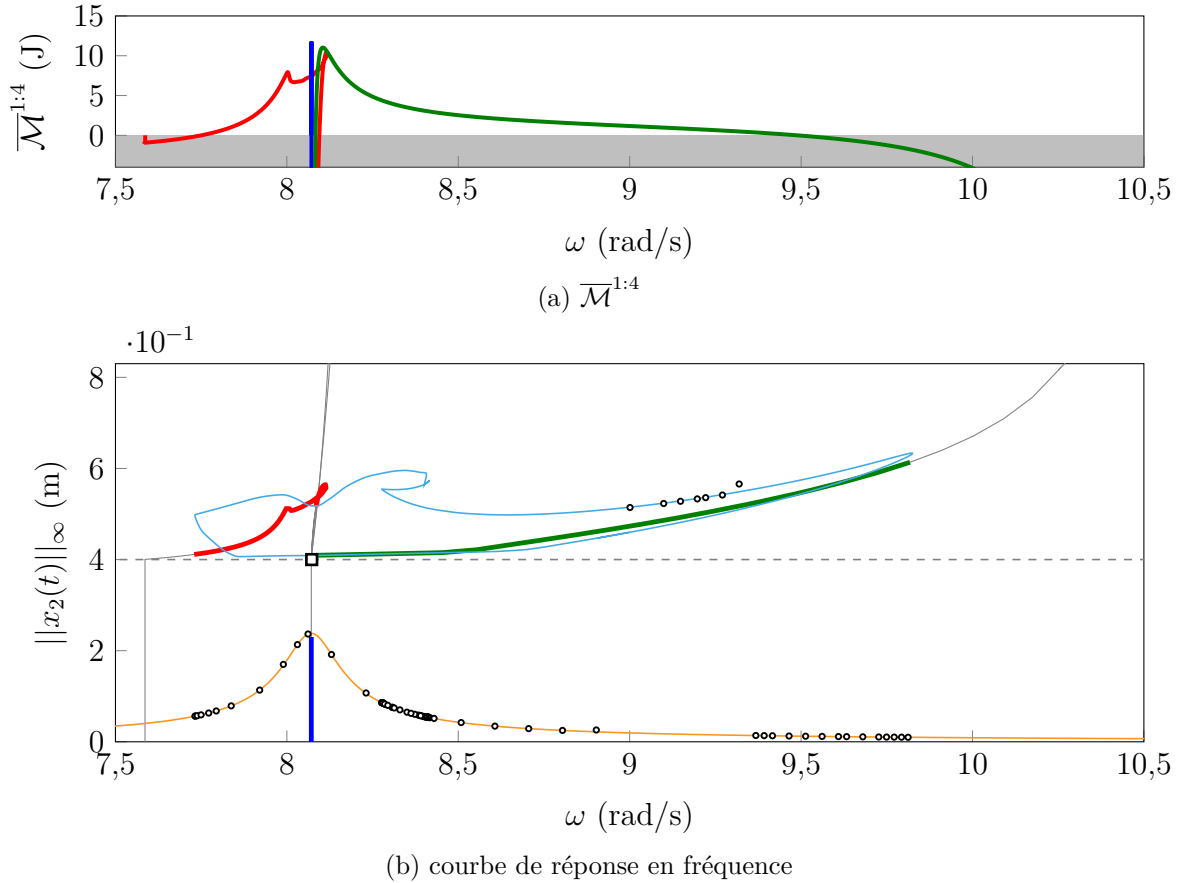 15
10
5
0
$\overline{\mathcal{M}}^{1:4}$ (J)
7,5 8 8,5 9 9,5 10 10,5
ω (rad/s)
(a) $\overline{\mathcal{M}}^{1:4}$
·10⁻¹
8
6
4
2
0
||x₂(t)||∞ (m)
7,5 8 8,5 9 9,5 10 10,5
ω (rad/s)
(b) courbe de réponse en fréquence